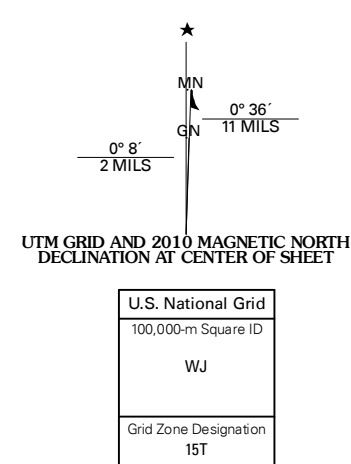 ★
MN
0° 36´
11 MILS
GN
0° 8´
2 MILS
UTM GRID AND 2010 MAGNETIC NORTH
DECLINATION AT CENTER OF SHEET
U.S. National Grid
100,000-m Square ID
WJ
Grid Zone Designation
15T